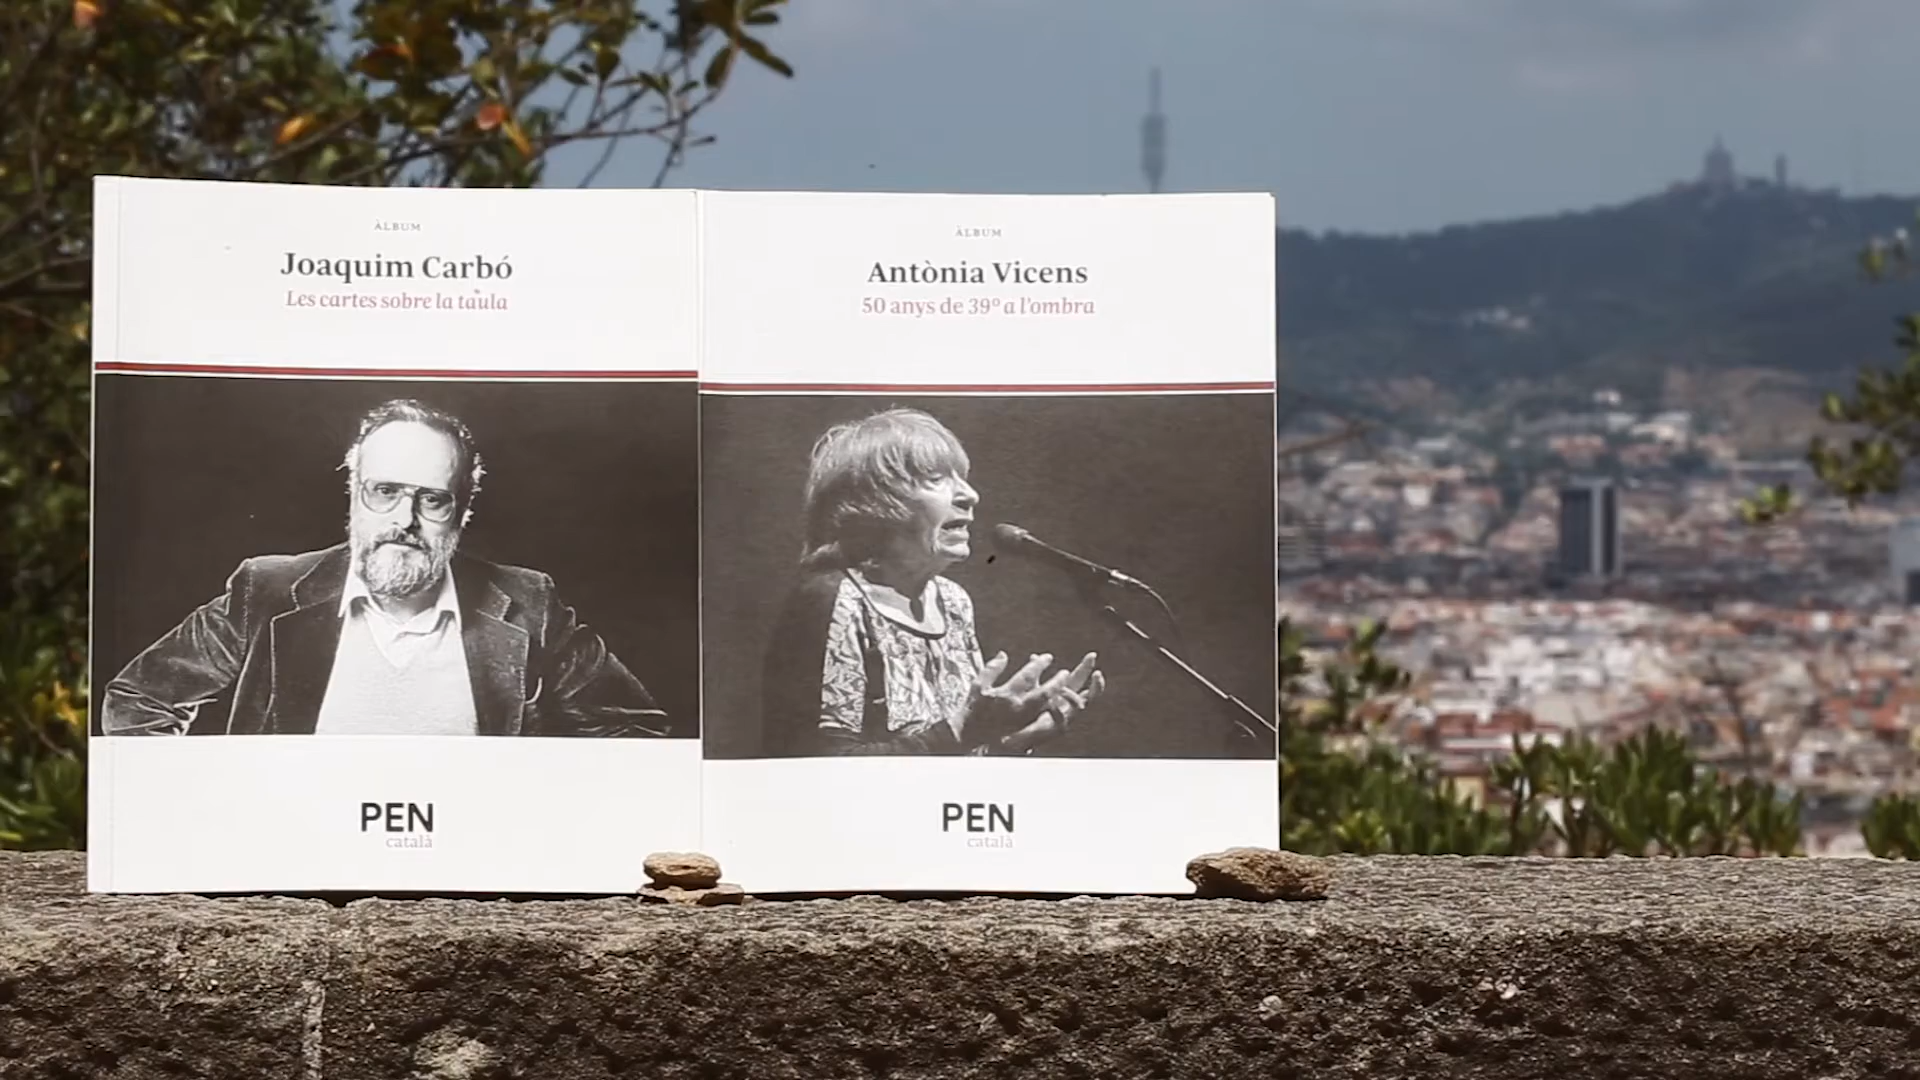 ÀLBUM
Joaquim Carbó
Les cartes sobre la taula
PEN
català
ÀLBUM
Antònia Vicens
50 anys de 39º a l'ombra
PEN
català